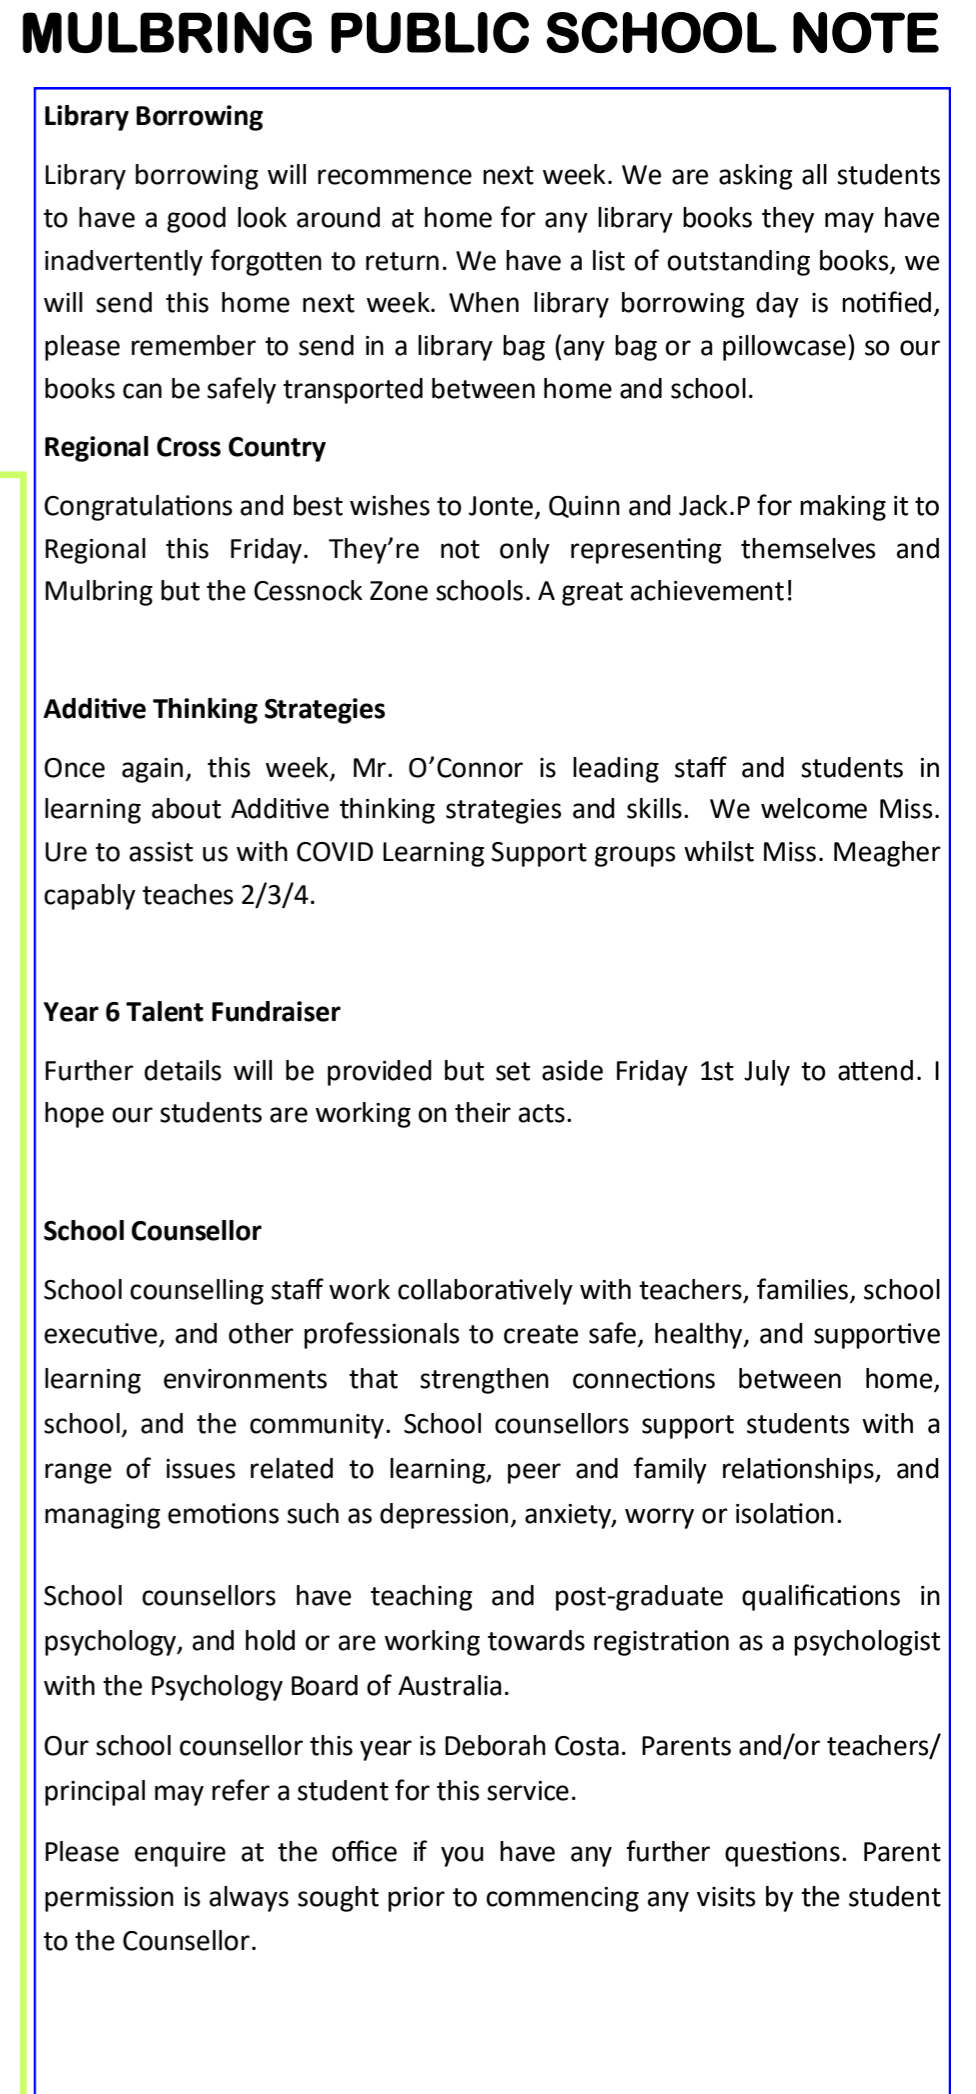 MULBRING PUBLIC SCHOOL NOTE
Library Borrowing
Library borrowing will recommence next week. We are asking all students
to have a good look around at home for any library books they may have
inadvertently forgotten to return. We have a list of outstanding books, we
will send this home next week. When library borrowing day is notified,
please remember to send in a library bag (any bag or a pillowcase) so our
books can be safely transported between home and school.
Regional Cross Country
Congratulations and best wishes to Jonte, Quinn and Jack.P for making it to
Regional this Friday. They’re not only representing themselves and
Mulbring but the Cessnock Zone schools. A great achievement!
Additive Thinking Strategies
Once again, this week, Mr. O’Connor is leading staff and students in
learning about Additive thinking strategies and skills.  We welcome Miss.
Ure to assist us with COVID Learning Support groups whilst Miss. Meagher
capably teaches 2/3/4.
Year 6 Talent Fundraiser
Further details will be provided but set aside Friday 1st July to attend. I
hope our students are working on their acts.
School Counsellor
School counselling staff work collaboratively with teachers, families, school
executive, and other professionals to create safe, healthy, and supportive
learning environments that strengthen connections between home,
school, and the community. School counsellors support students with a
range of issues related to learning, peer and family relationships, and
managing emotions such as depression, anxiety, worry or isolation.
School counsellors have teaching and post-graduate qualifications in
psychology, and hold or are working towards registration as a psychologist
with the Psychology Board of Australia.
Our school counsellor this year is Deborah Costa.  Parents and/or teachers/
principal may refer a student for this service.
Please enquire at the office if you have any further questions. Parent
permission is always sought prior to commencing any visits by the student
to the Counsellor.